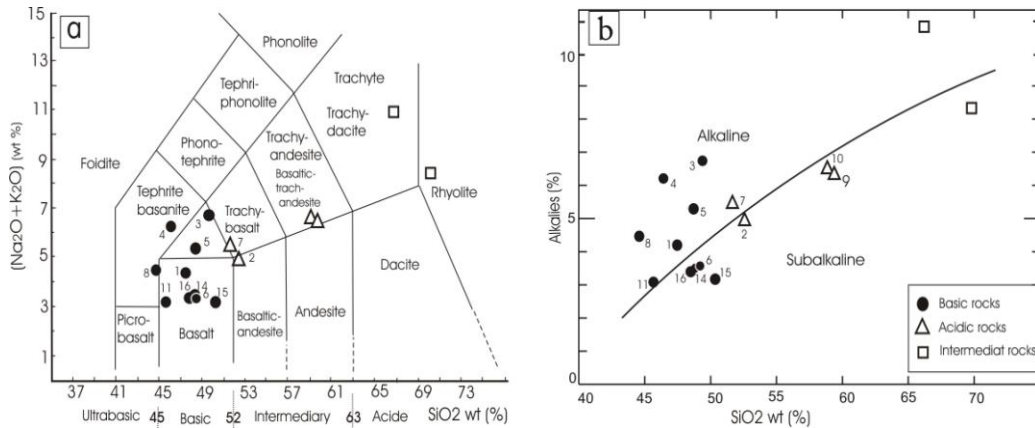 a
15
13
11
9
7
5
3
1
(Na2O+K2O) (wt %)
Phonolite
Tephri-
phonolite
Trachyte
Trachy-
dacite
Phono-
tephrite
Trachy-
andesite
Basaltic-
trach-
andesite
Foidite
Tephrite
basanite
Trachy-
basalt
Rhyolite
Dacite
Picro-
basalt
Basalt
Basaltic-
andesite
Andesite
3
4
5
7
2
8
1
11
16
14
6
15
37
41
49
53
57
61
65
69
73
SiO2 wt (%)
Ultrabasic
45
Basic
52
Intermediary
63
Acide
b
10
5
0
Alkalies (%)
Alkaline
Subalkaline
3
4
5
7
10
9
2
8
1
6
11
16
14
15
45
50
55
60
65
70
74
SiO2 wt (%)
Basic rocks
Acidic rocks
Intermediat rocks